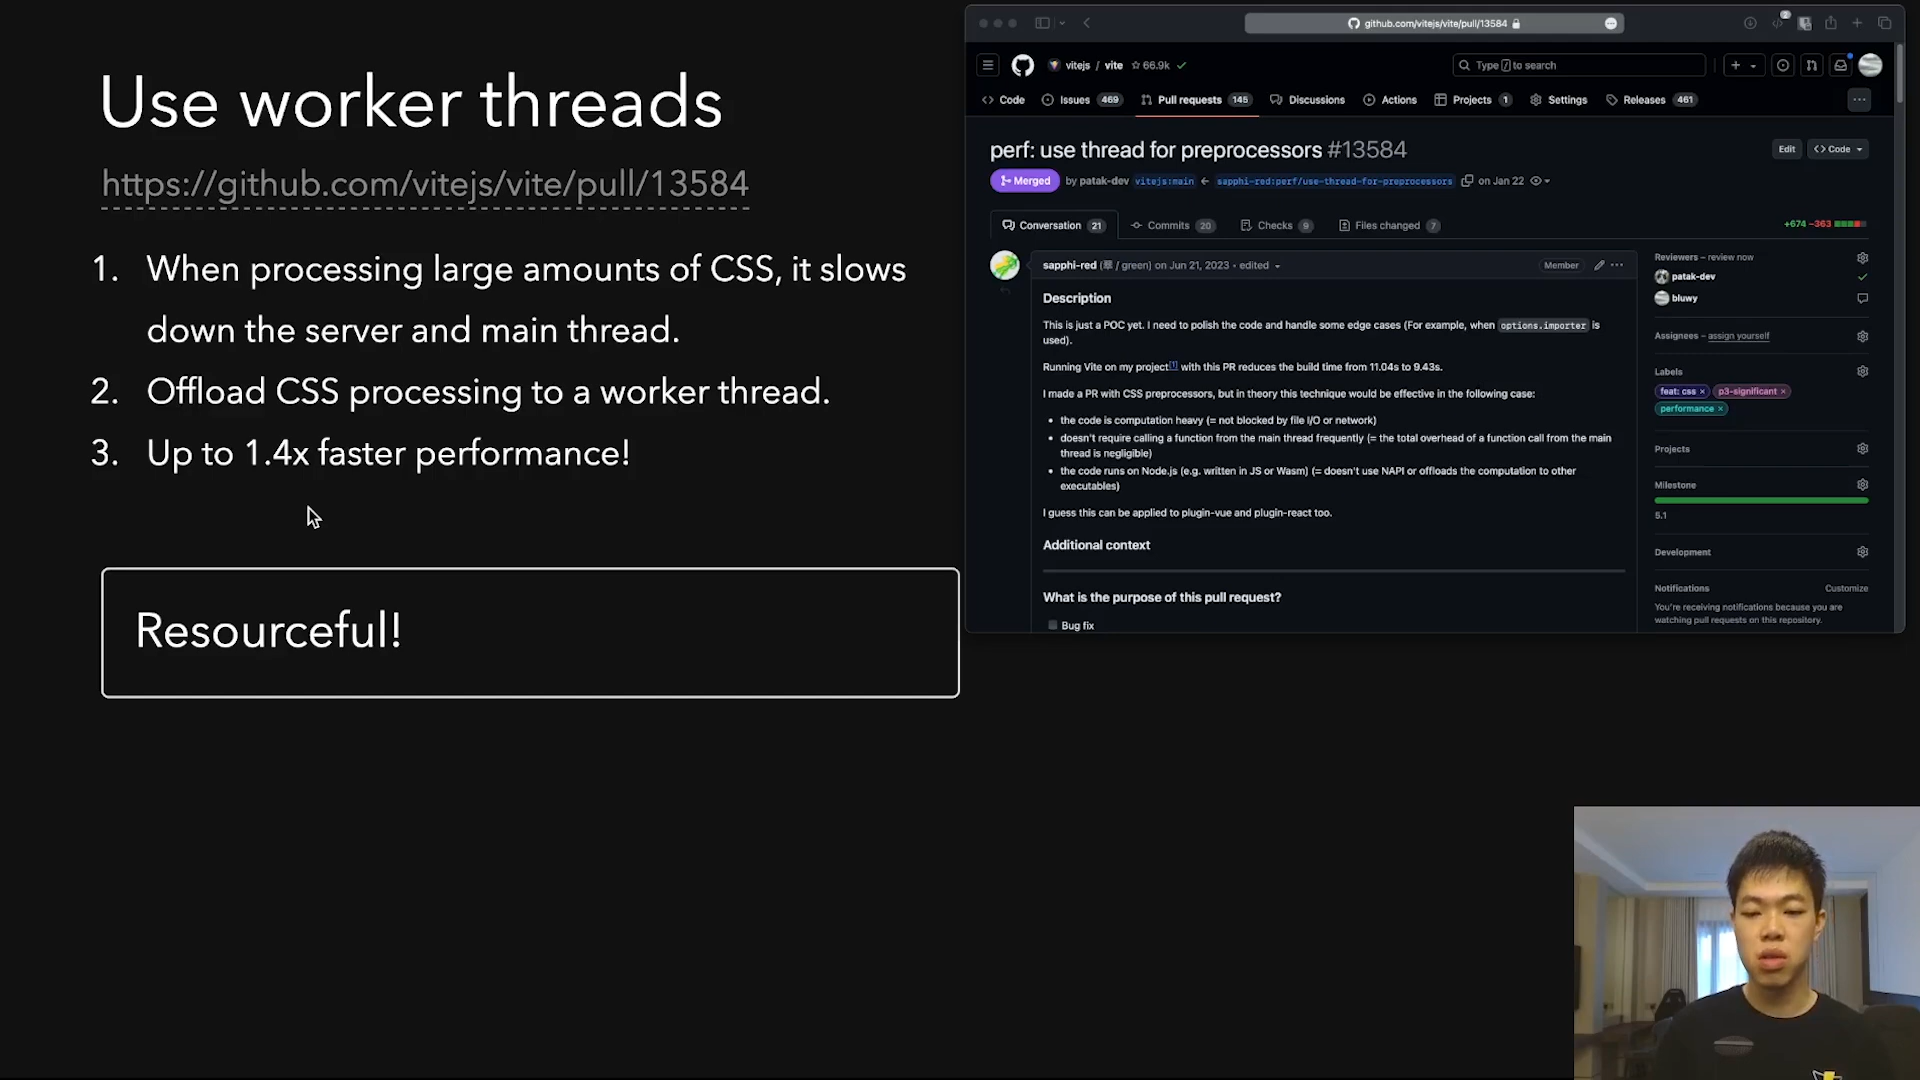 Use worker threads
https://github.com/vitejs/vite/pull/13584
1. When processing large amounts of CSS, it slows
down the server and main thread.
2. Offload CSS processing to a worker thread.
3. Up to 1.4x faster performance!
Resourceful!
github.com/vitejs/vite/pull/13584
2
vitejs / vite 66.9k
Type / to search
Code Issues 469 Pull requests 145 Discussions Actions Projects 1 Settings Releases 461
perf: use thread for preprocessors #13584
Edit Code
Merged by patak-dev vitejs:main ← sapphi-red:perf/use-thread-for-preprocessors on Jan 22
Conversation 21 Commits 20 Checks 9 Files changed 7
+674 −363
sapphi-red ( / green) on Jun 21, 2023 • edited Member
Description
This is just a POC yet. I need to polish the code and handle some edge cases (For example, when options.importer is
used).
Running Vite on my project[1] with this PR reduces the build time from 11.04s to 9.43s.
I made a PR with CSS preprocessors, but in theory this technique would be effective in the following case:
• the code is computation heavy (= not blocked by file I/O or network)
• doesn't require calling a function from the main thread frequently (= the total overhead of a function call from the main
thread is negligible)
• the code runs on Node.js (e.g. written in JS or Wasm) (= doesn't use NAPI or offloads the computation to other
executables)
I guess this can be applied to plugin-vue and plugin-react too.
Additional context
What is the purpose of this pull request?
Bug fix
Reviewers – review now
patak-dev
bluwy
Assignees – assign yourself
Labels
feat: css × p3-significant ×
performance ×
Projects
Milestone
5.1
Development
Notifications Customize
You're receiving notifications because you are
watching pull requests on this repository.